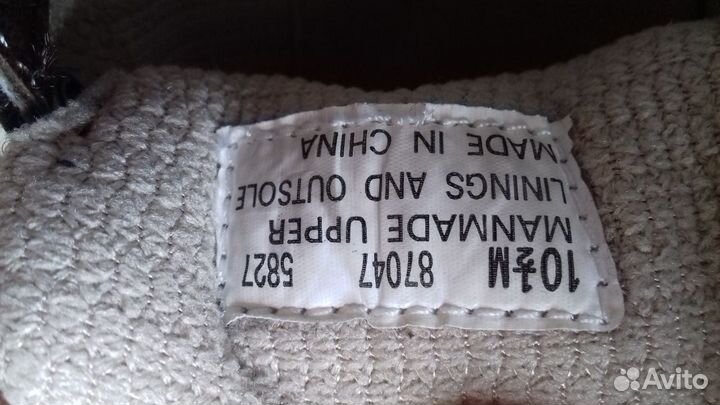 10½M 87047 5827
MANMADE UPPER
LININGS AND OUTSOLE
MADE IN CHINA
Avito